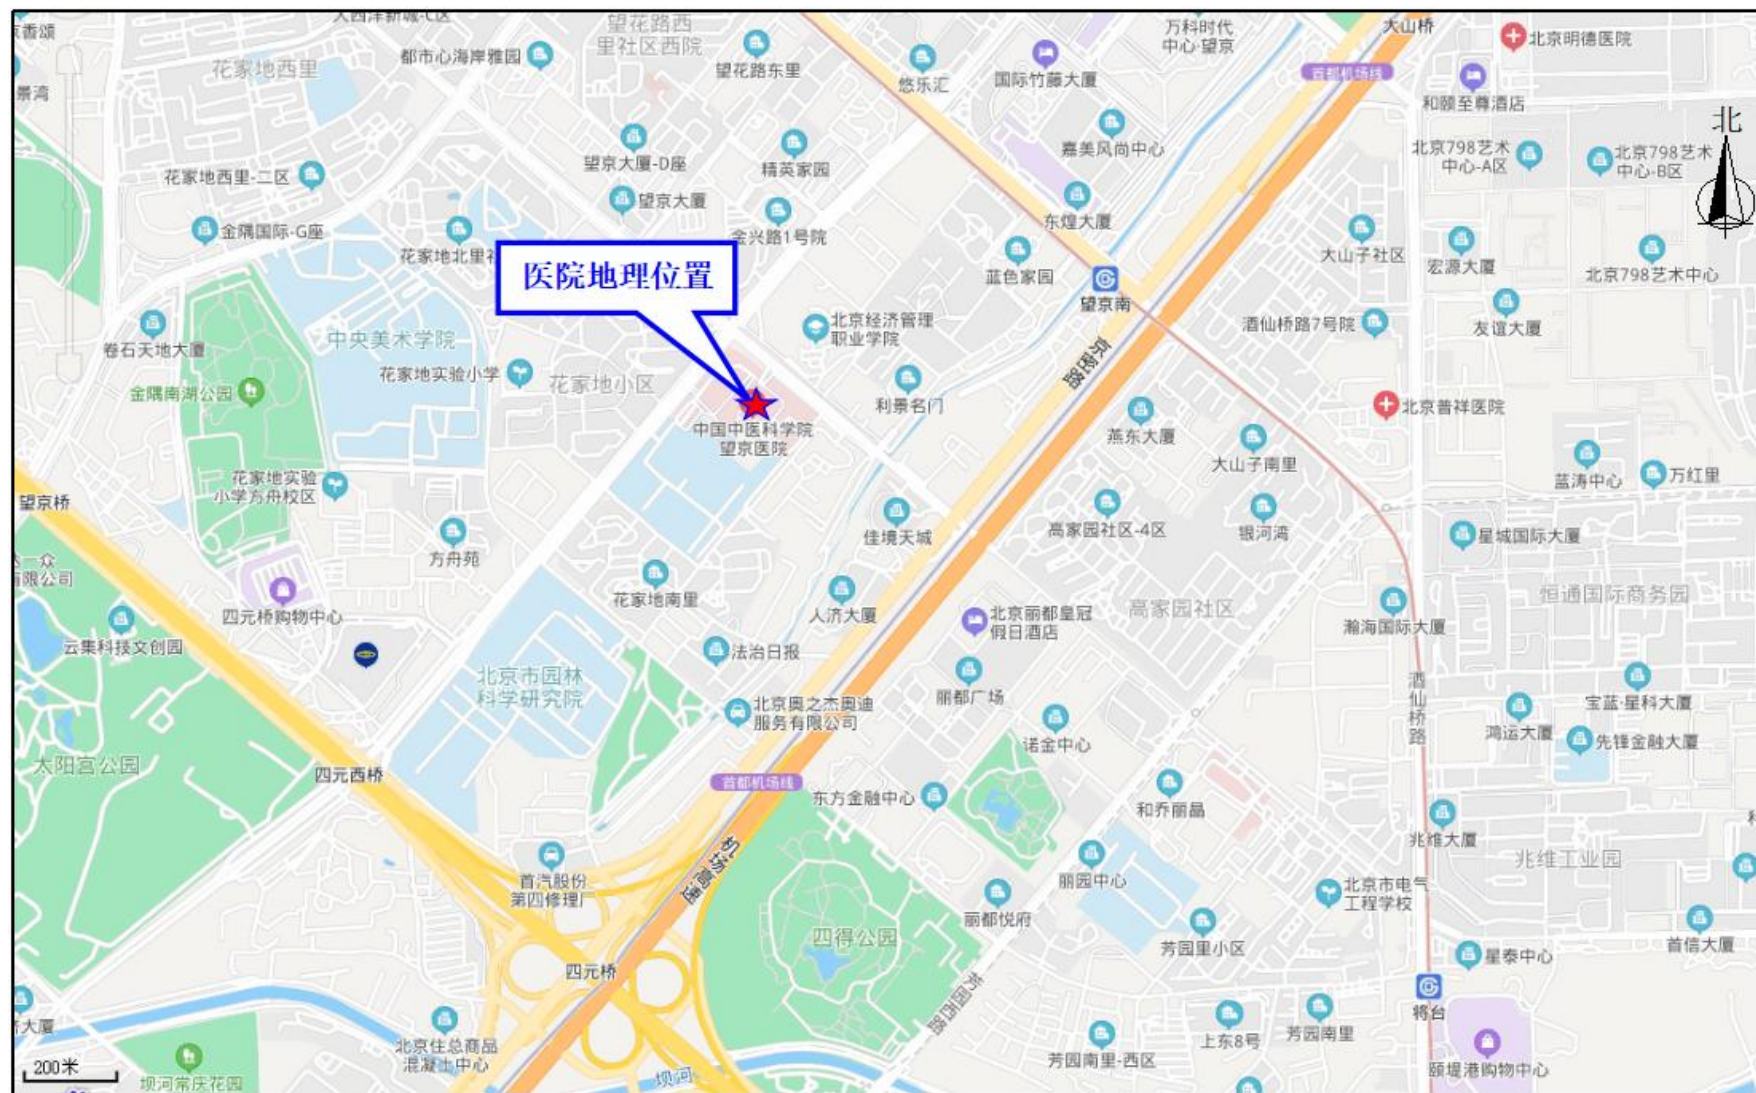 大西洋新城-C区
望花路西
里社区西院
万科时代
中心·望京
大山桥
北京明德医院
都市心海岸雅园
花家地西里
望花路东里
悠乐汇
国际竹藤大厦
首都机场线
和颐至尊酒店
景湾
北
望京大厦-D座
精英家园
嘉美风尚中心
北京798艺术
中心-A区
北京798艺术
中心-B区
花家地西里-二区
望京大厦
东煌大厦
金隅国际-G座
花家地北里
金兴路1号院
蓝色家园
大山子社区
宏源大厦
北京798艺术中心
医院地理位置
望京南
卷石天地大厦
中央美术学院
北京经济管理
职业学院
酒仙桥路7号院
友谊大厦
花家地实验小学
花家地小区
京密路
金隅南湖公园
利景名门
北京普祥医院
中国中医科学院
望京医院
燕东大厦
大山子南里
花家地实验
小学方舟校区
蓝涛中心
万红里
望京桥
方舟苑
佳境天城
高家园社区-4区
银河湾
星城国际大厦
众
有限公司
四元桥购物中心
花家地南里
人济大厦
北京丽都皇冠
假日酒店
高家园社区
恒通国际商务园
瀚海国际大厦
云集科技文创园
法治日报
北京市园林
科学研究院
丽都广场
酒仙桥路
宝蓝·星科大厦
北京奥之杰奥迪
服务有限公司
诺金中心
鸿运大厦
先锋金融大厦
太阳宫公园
四元西桥
首都机场线
东方金融中心
和乔丽晶
兆维大厦
兆维工业园
机场高速
首汽股份
第四修理厂
丽园中心
北京市电气
工程学校
丽都悦府
四得公园
芳园里小区
首信大厦
星泰中心
四元桥
芳园西路
将台
大厦
北京住总商品
混凝土中心
芳园南里-西区
上东8号
芳园南里
200米
坝河常庆花园
坝河
颐堤港购物中心